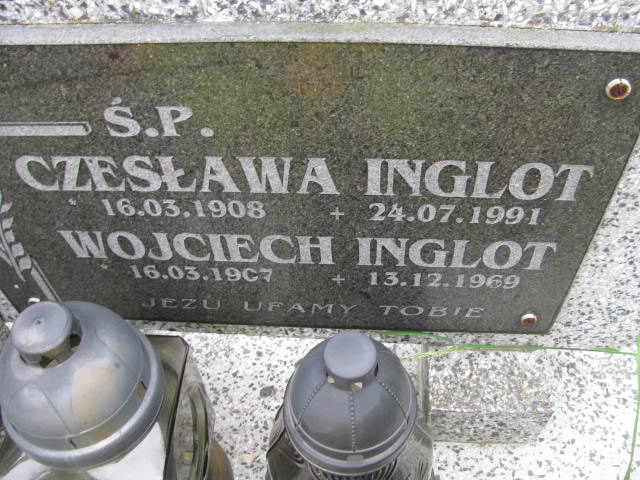 Ś.P.
CZESŁAWA INGLOT
* 16.03.1908 + 24.07.1991
WOJCIECH INGLOT
* 16.03.1907 + 13.12.1969
JEZU UFAMY TOBIE